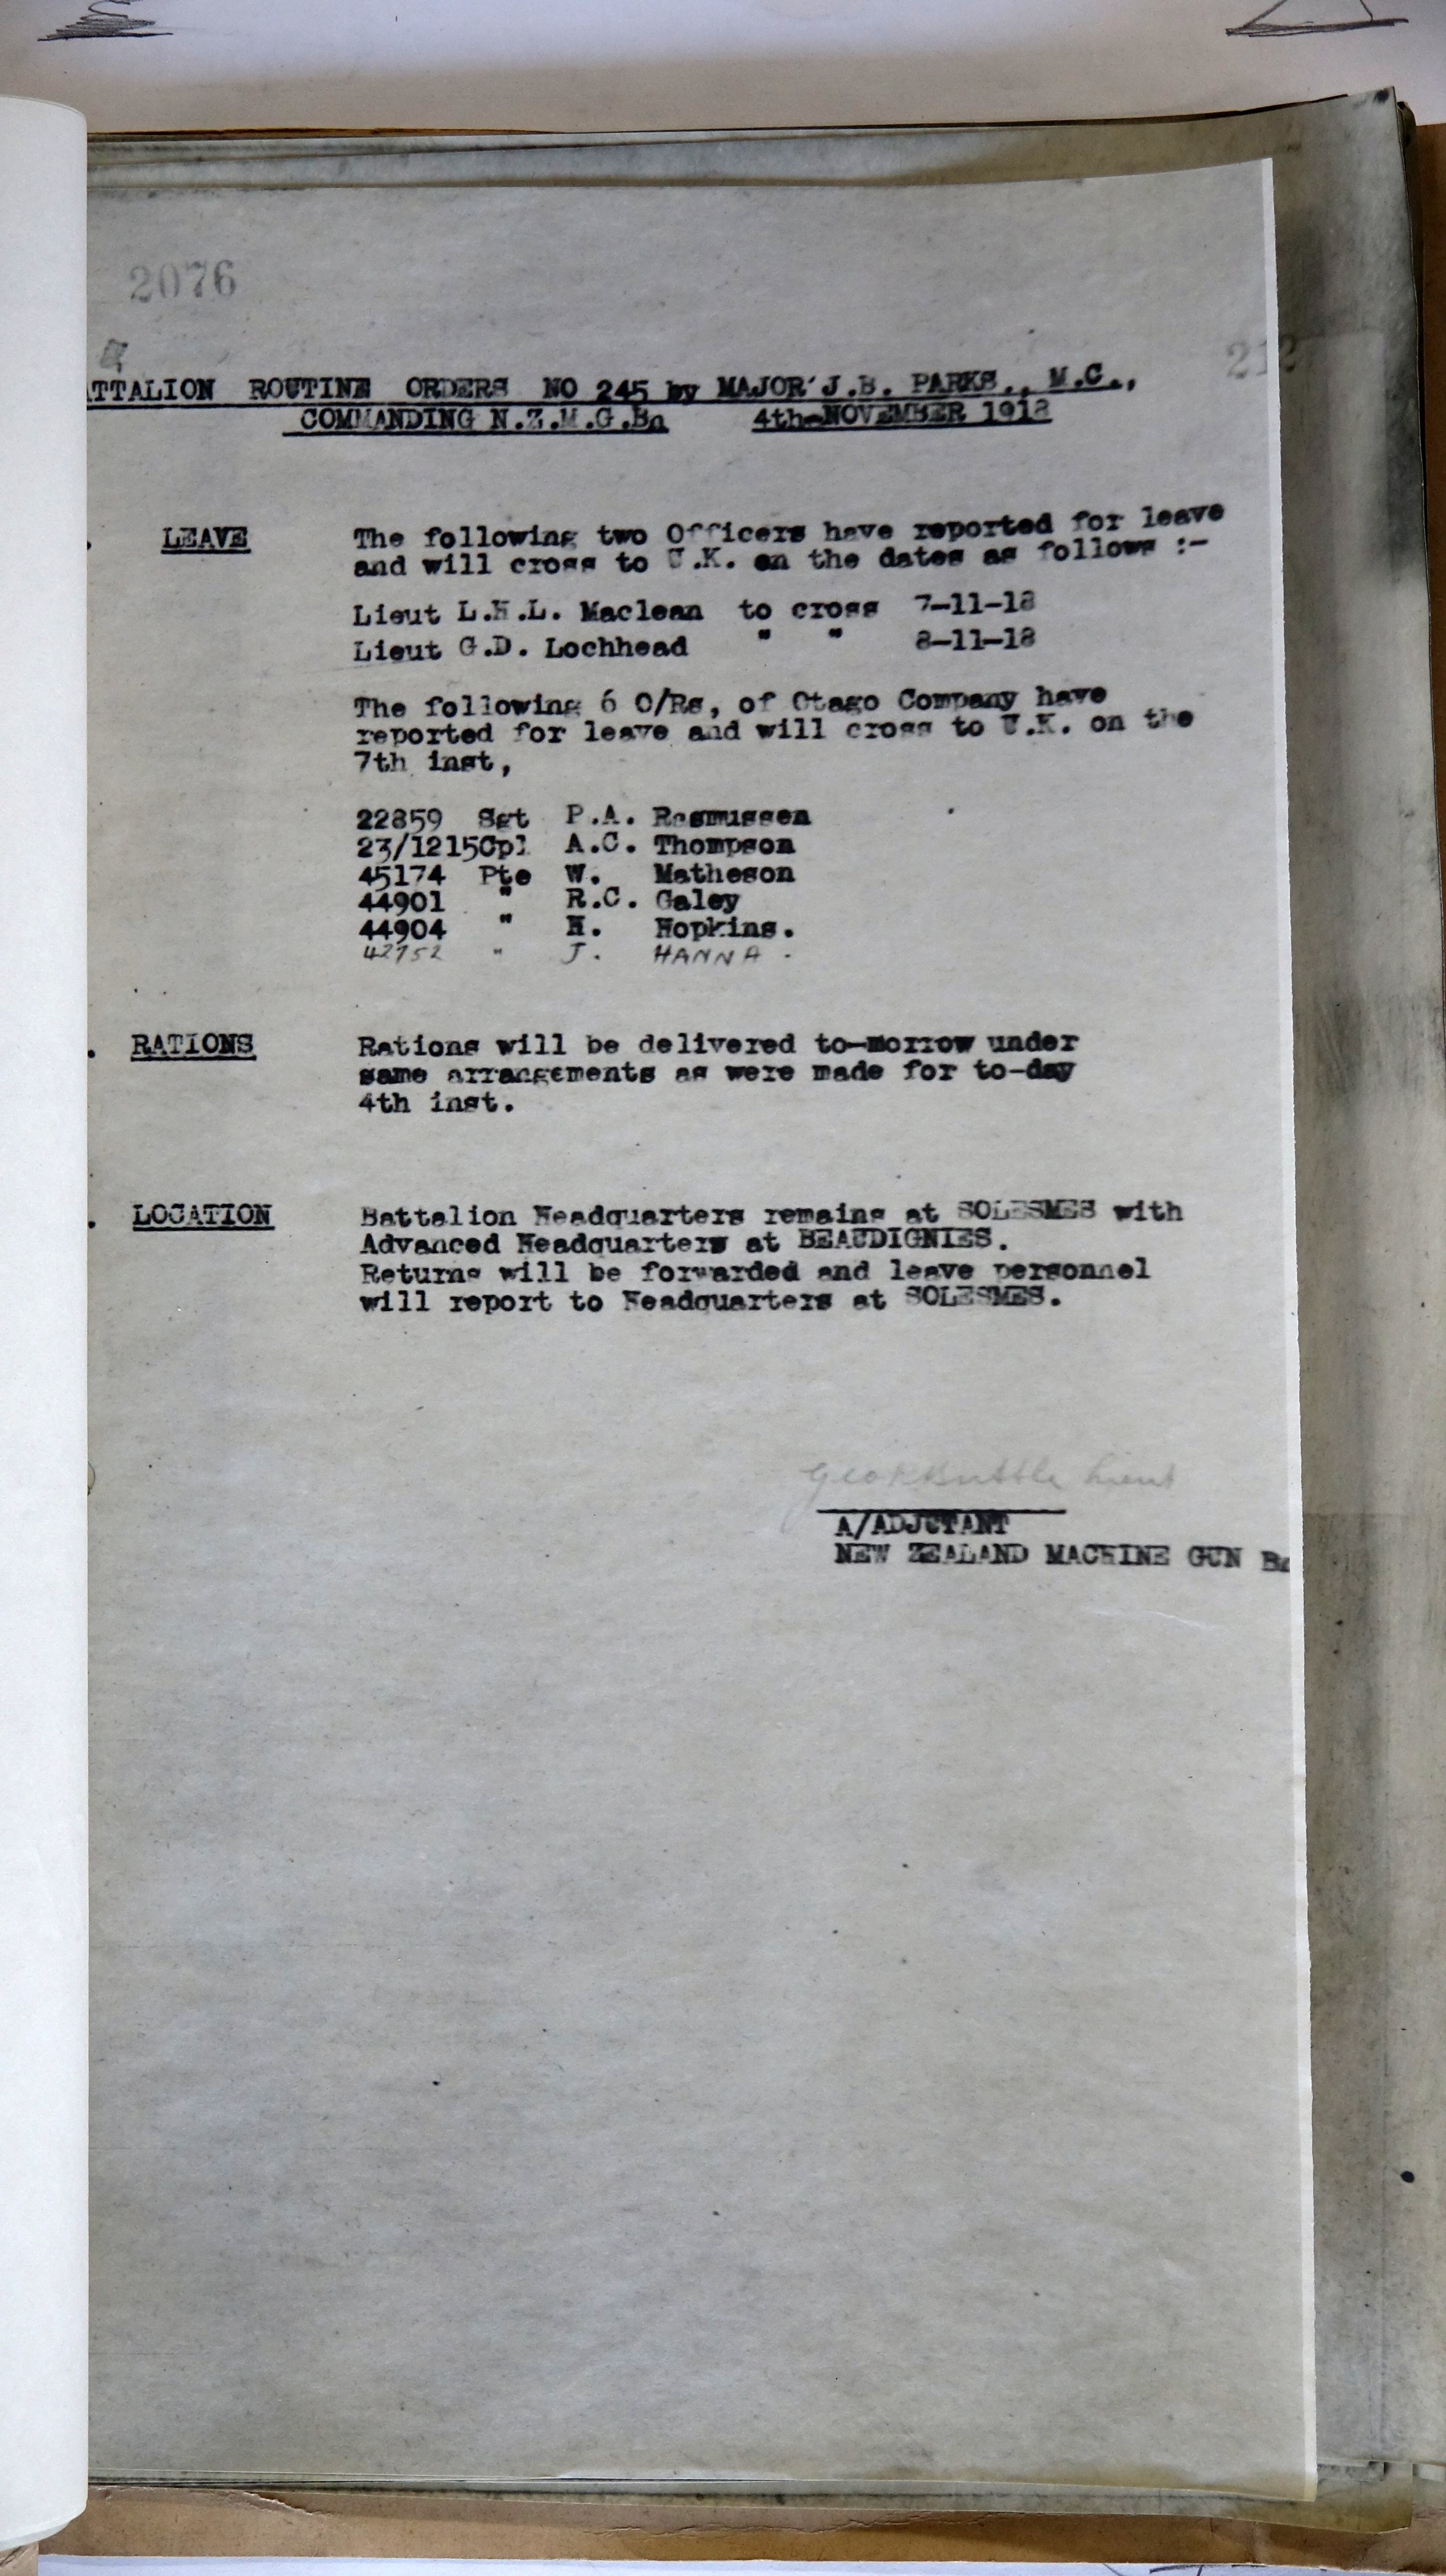 2076
ATTALION ROUTINE ORDERS NO 245 by MAJOR J.B. PARKS., M.C.,
COMMANDING N.Z.M.G.Bn 4th-NOVEMBER 1918
. LEAVE The following two Officers have reported for leave
and will cross to U.K. on the dates as follows :-
Lieut L.H.L. Maclean to cross 7-11-18
Lieut G.D. Lochhead " " 8-11-18
The following 6 O/Rs, of Otago Company have
reported for leave and will cross to U.K. on the
7th inst,
22859 Sgt P.A. Rasmussen
23/1215Cpl A.C. Thompson
45174 Pte W. Matheson
44901 " R.C. Galey
44904 " H. Hopkins.
" J. HANNA .
. RATIONS Rations will be delivered to-morrow under
same arrangements as were made for to-day
4th inst.
. LOCATION Battalion Headquarters remains at SOLESMES with
Advanced Headquarters at BEAUDIGNIES.
Returns will be forwarded and leave personnel
will report to Headquarters at SOLESMES.
Lieut
A/ADJUTANT
NEW ZEALAND MACHINE GUN